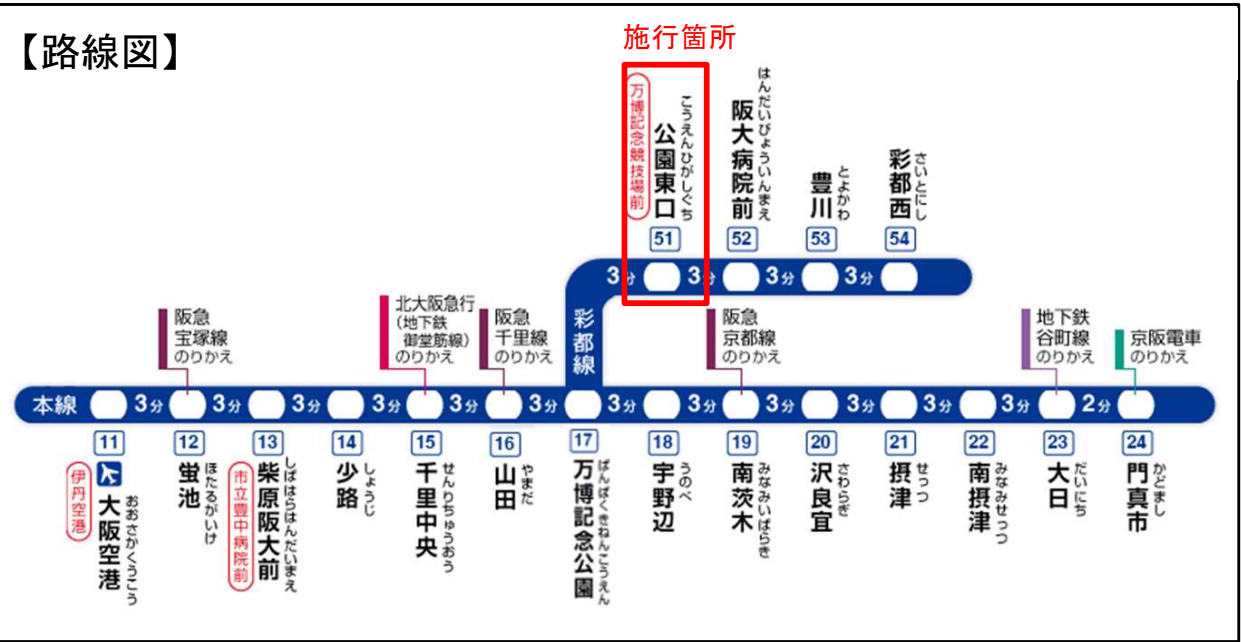 【路線図】
施行箇所
万博記念競技場前
公園東口
こうえんひがしぐち
51
阪大病院前
はんだいびょういんまえ
52
豊川
とよかわ
53
彩都西
さいとにし
54
3分
3分
3分
3分
彩都線
阪急
宝塚線
のりかえ
北大阪急行
(地下鉄
御堂筋線)
のりかえ
阪急
千里線
のりかえ
阪急
京都線
のりかえ
地下鉄
谷町線
のりかえ
京阪電車
のりかえ
本線
3分
3分
3分
3分
3分
3分
3分
3分
3分
3分
3分
3分
2分
11
大阪空港
おおさかくうこう
伊丹空港
12
蛍池
ほたるがいけ
13
柴原阪大前
しばはらはんだいまえ
市立豊中病院前
14
少路
しょうじ
15
千里中央
せんりちゅうおう
16
山田
やまだ
17
万博記念公園
ばんぱくきねんこうえん
18
宇野辺
うのべ
19
南茨木
みなみいばらき
20
沢良宜
さわらぎ
21
摂津
せっつ
22
南摂津
みなみせっつ
23
大日
だいにち
24
門真市
かどまし